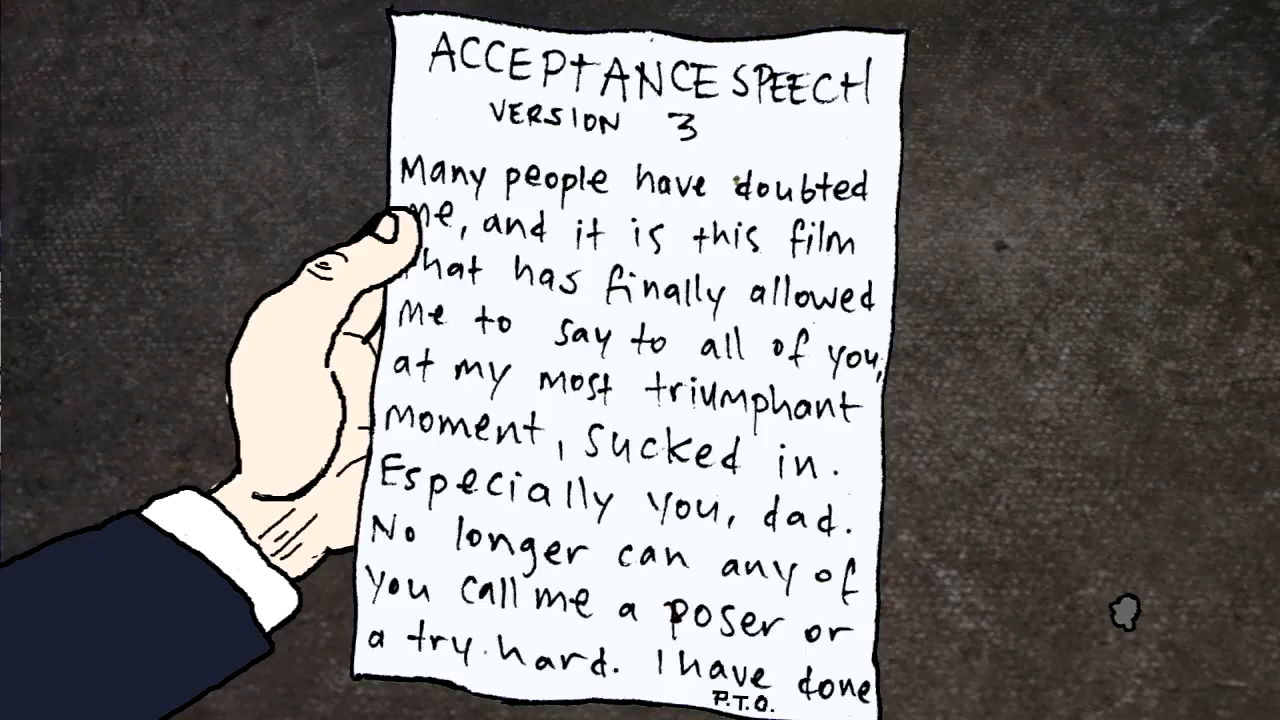 ACCEPTANCE SPEECH
VERSION 3
Many people have doubted
me, and it is this film
that has finally allowed
me to say to all of you,
at my most triumphant
moment, sucked in.
Especially you, dad.
No longer can any of
you call me a poser or
a try.hard. I have done
P.T.O.